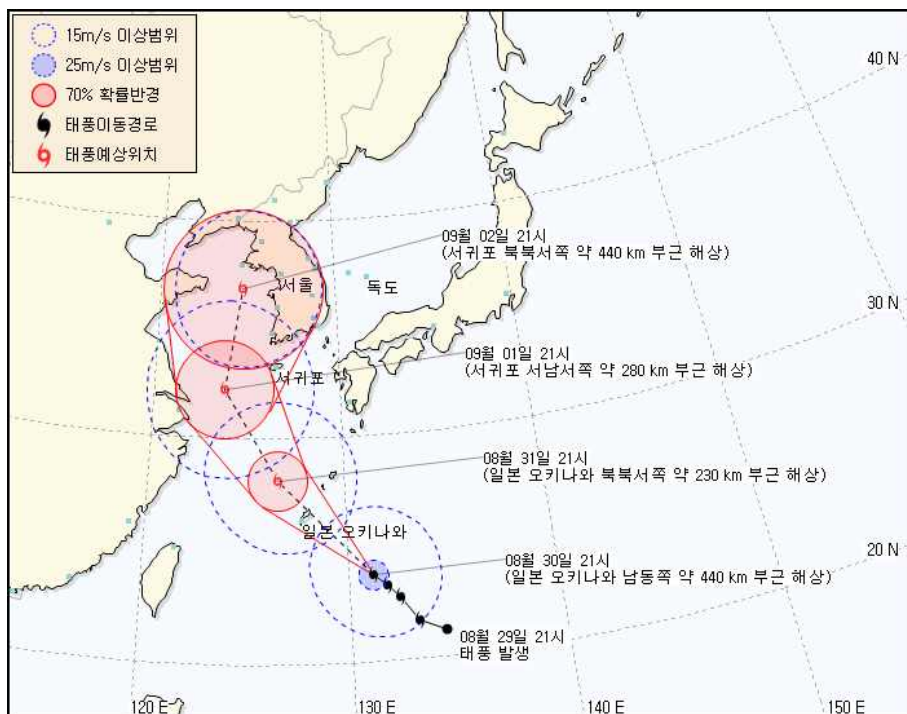 15m/s 이상범위
25m/s 이상범위
70% 확률반경
태풍이동경로
태풍예상위치
40 N
09월 02일 21시
(서귀포 북북서쪽 약 440 km 부근 해상)
서울
독도
30 N
09월 01일 21시
(서귀포 서남서쪽 약 280 km 부근 해상)
서귀포
08월 31일 21시
(일본 오키나와 북북서쪽 약 230 km 부근 해상)
일본 오키나와
20 N
08월 30일 21시
(일본 오키나와 남동쪽 약 440 km 부근 해상)
08월 29일 21시
태풍 발생
120 E
130 E
140 E
150 E